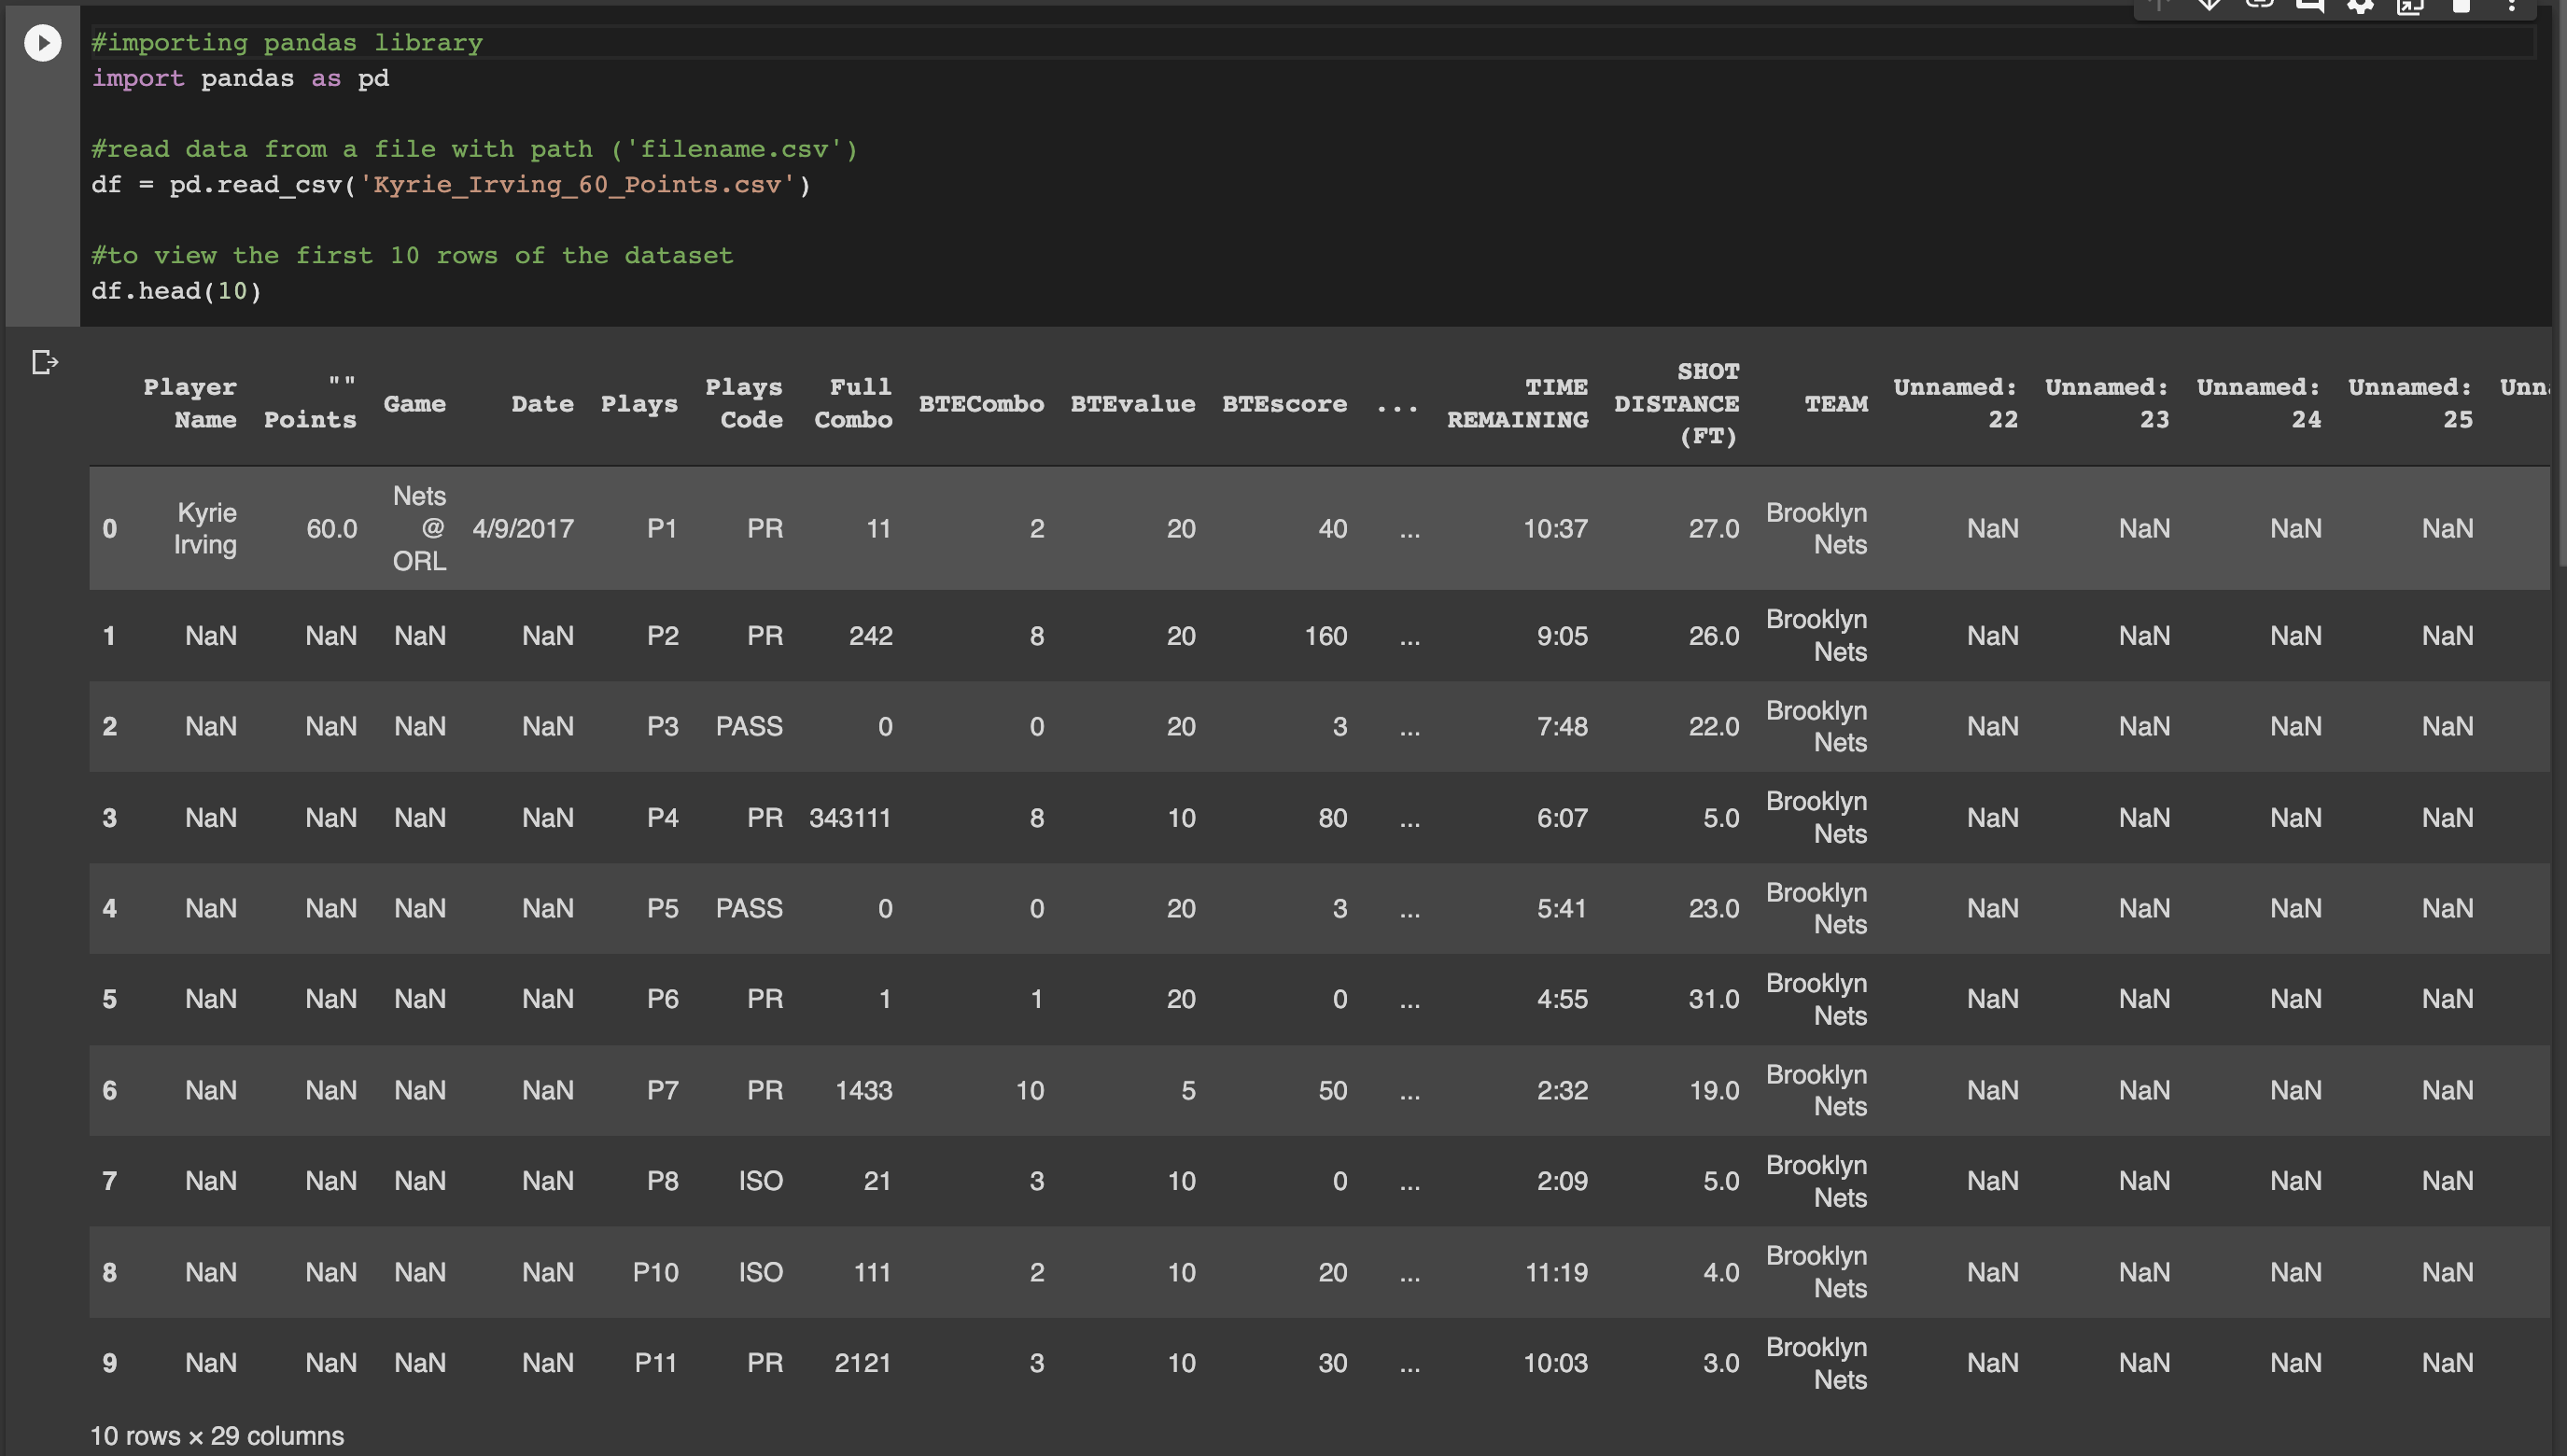 #importing pandas library
import pandas as pd
#read data from a file with path ('filename.csv')
df = pd.read_csv('Kyrie_Irving_60_Points.csv')
#to view the first 10 rows of the dataset
df.head(10)
Player Name "" Points Game Date Plays Plays Code Full Combo BTECombo BTEvalue BTEscore ... TIME REMAINING SHOT DISTANCE (FT) TEAM Unnamed: 22 Unnamed: 23 Unnamed: 24 Unnamed: 25
0 Kyrie Irving 60.0 Nets @ ORL 4/9/2017 P1 PR 11 2 20 40 ... 10:37 27.0 Brooklyn Nets NaN NaN NaN NaN
1 NaN NaN NaN NaN P2 PR 242 8 20 160 ... 9:05 26.0 Brooklyn Nets NaN NaN NaN NaN
2 NaN NaN NaN NaN P3 PASS 0 0 20 3 ... 7:48 22.0 Brooklyn Nets NaN NaN NaN NaN
3 NaN NaN NaN NaN P4 PR 343111 8 10 80 ... 6:07 5.0 Brooklyn Nets NaN NaN NaN NaN
4 NaN NaN NaN NaN P5 PASS 0 0 20 3 ... 5:41 23.0 Brooklyn Nets NaN NaN NaN NaN
5 NaN NaN NaN NaN P6 PR 1 1 20 0 ... 4:55 31.0 Brooklyn Nets NaN NaN NaN NaN
6 NaN NaN NaN NaN P7 PR 1433 10 5 50 ... 2:32 19.0 Brooklyn Nets NaN NaN NaN NaN
7 NaN NaN NaN NaN P8 ISO 21 3 10 0 ... 2:09 5.0 Brooklyn Nets NaN NaN NaN NaN
8 NaN NaN NaN NaN P10 ISO 111 2 10 20 ... 11:19 4.0 Brooklyn Nets NaN NaN NaN NaN
9 NaN NaN NaN NaN P11 PR 2121 3 10 30 ... 10:03 3.0 Brooklyn Nets NaN NaN NaN NaN
10 rows × 29 columns